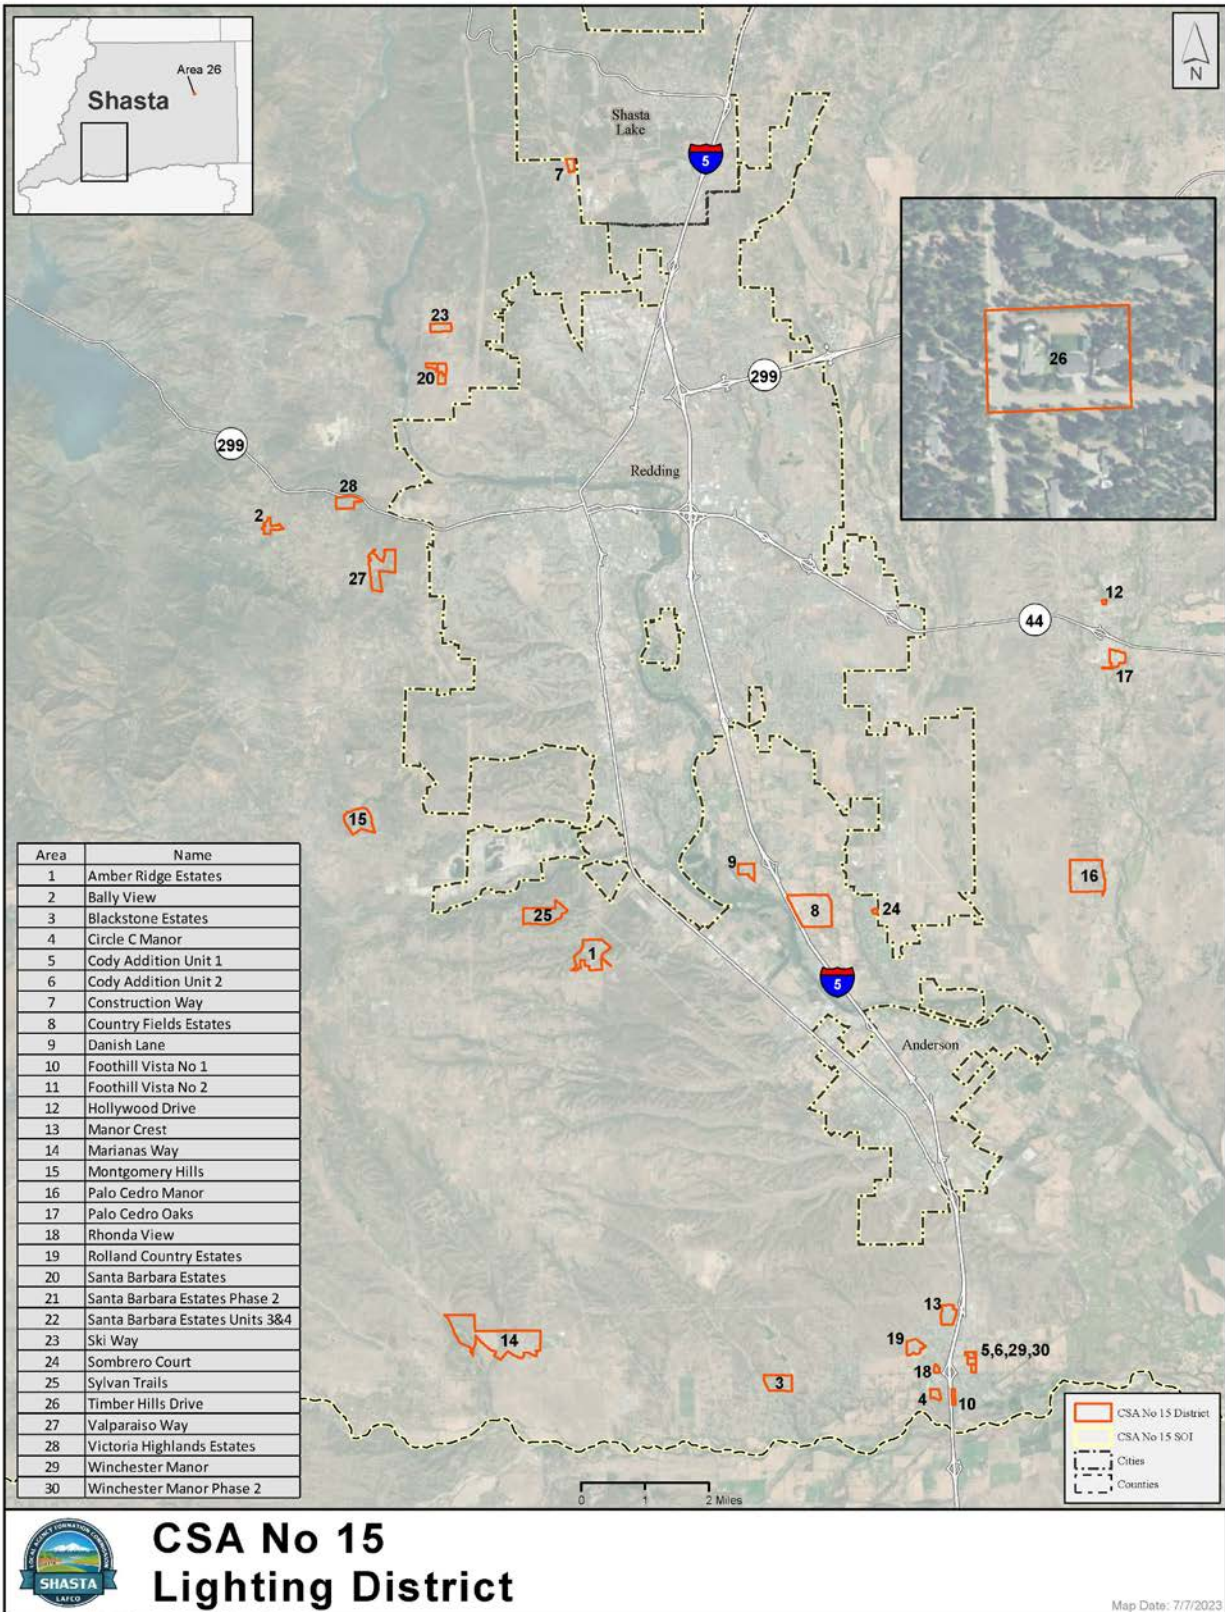 Area 26
Shasta
N
Shasta
Lake
5
7
23
20
299
26
299
Redding
28
2
27
12
44
17
15
9
16
8
24
25
1
5
Anderson
Area Name
1 Amber Ridge Estates
2 Bally View
3 Blackstone Estates
4 Circle C Manor
5 Cody Addition Unit 1
6 Cody Addition Unit 2
7 Construction Way
8 Country Fields Estates
9 Danish Lane
10 Foothill Vista No 1
11 Foothill Vista No 2
12 Hollywood Drive
13 Manor Crest
14 Marianas Way
15 Montgomery Hills
16 Palo Cedro Manor
17 Palo Cedro Oaks
18 Rhonda View
19 Rolland Country Estates
20 Santa Barbara Estates
21 Santa Barbara Estates Phase 2
22 Santa Barbara Estates Units 3&4
23 Ski Way
24 Sombrero Court
25 Sylvan Trails
26 Timber Hills Drive
27 Valparaiso Way
28 Victoria Highlands Estates
29 Winchester Manor
30 Winchester Manor Phase 2
13
14
19
5,6,29,30
18
3
4
10
CSA No 15 District
CSA No 15 SOI
Cities
Counties
0 1 2 Miles
LOCAL AGENCY FORMATION COMMISSION
SHASTA
LAFCO
CSA No 15
Lighting District
Map Date: 7/7/2023